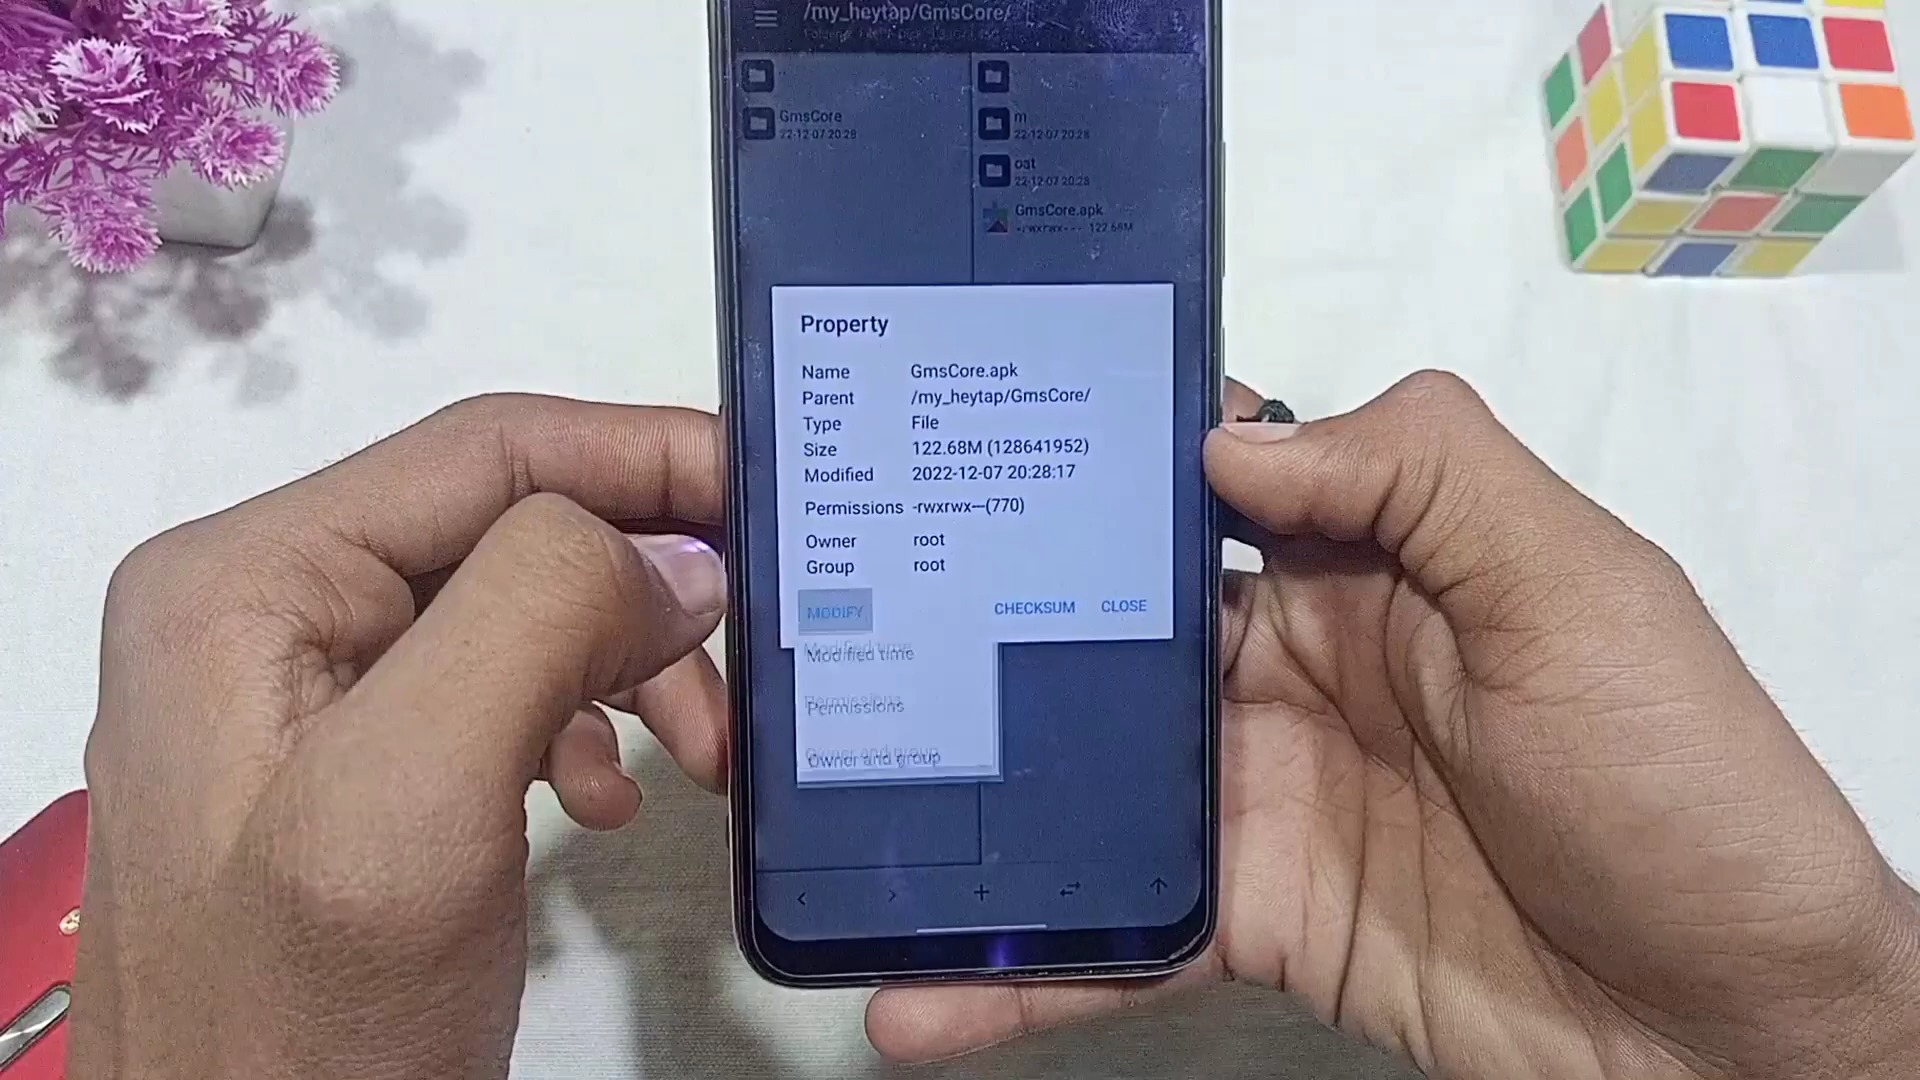 /my_heytap/GmsCore/
..
GmsCore
22-12-07 20:28
m
22-12-07 20:28
oat
22-12-07 20:28
GmsCore.apk
-rwxrwx--- 122.68M
Property
Name GmsCore.apk
Parent /my_heytap/GmsCore/
Type File
Size 122.68M (128641952)
Modified 2022-12-07 20:28:17
Permissions -rwxrwx---(770)
Owner root
Group root
MODIFY CHECKSUM CLOSE
Modified time
Permissions
Owner and group